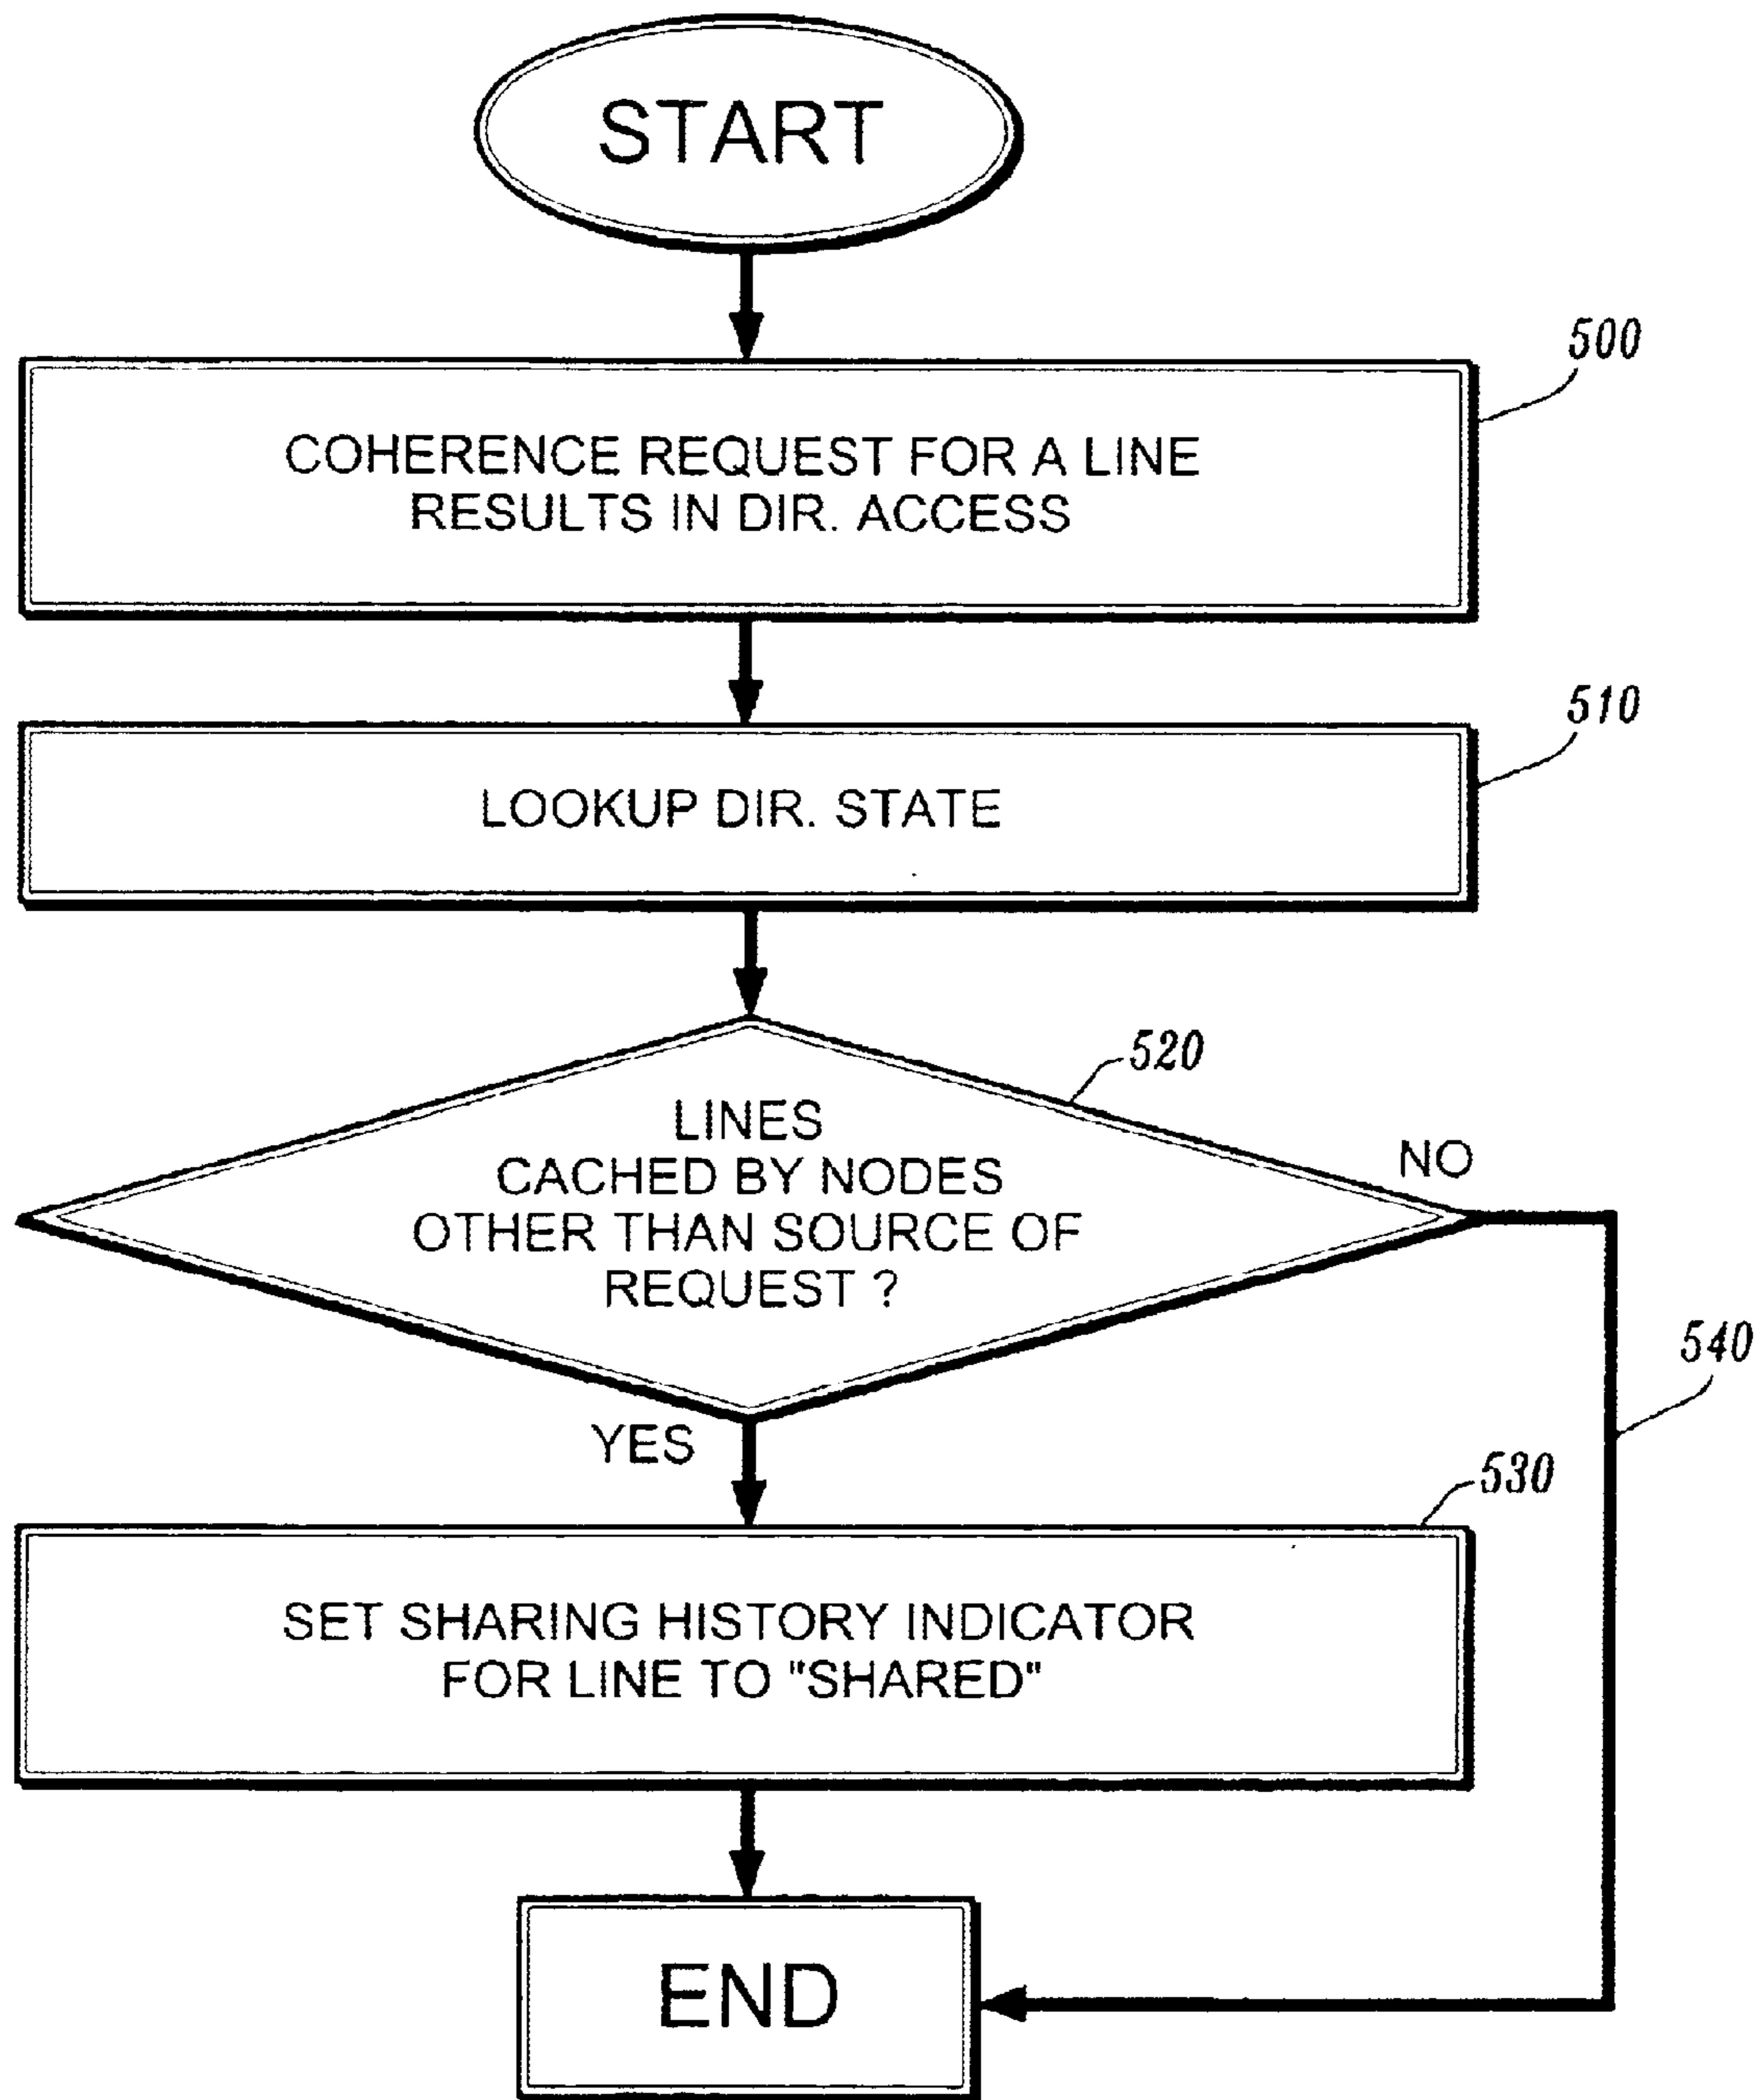 START
500
COHERENCE REQUEST FOR A LINE
RESULTS IN DIR. ACCESS
510
LOOKUP DIR. STATE
520
LINES
CACHED BY NODES
OTHER THAN SOURCE OF
REQUEST ?
NO
540
YES
530
SET SHARING HISTORY INDICATOR
FOR LINE TO "SHARED"
END